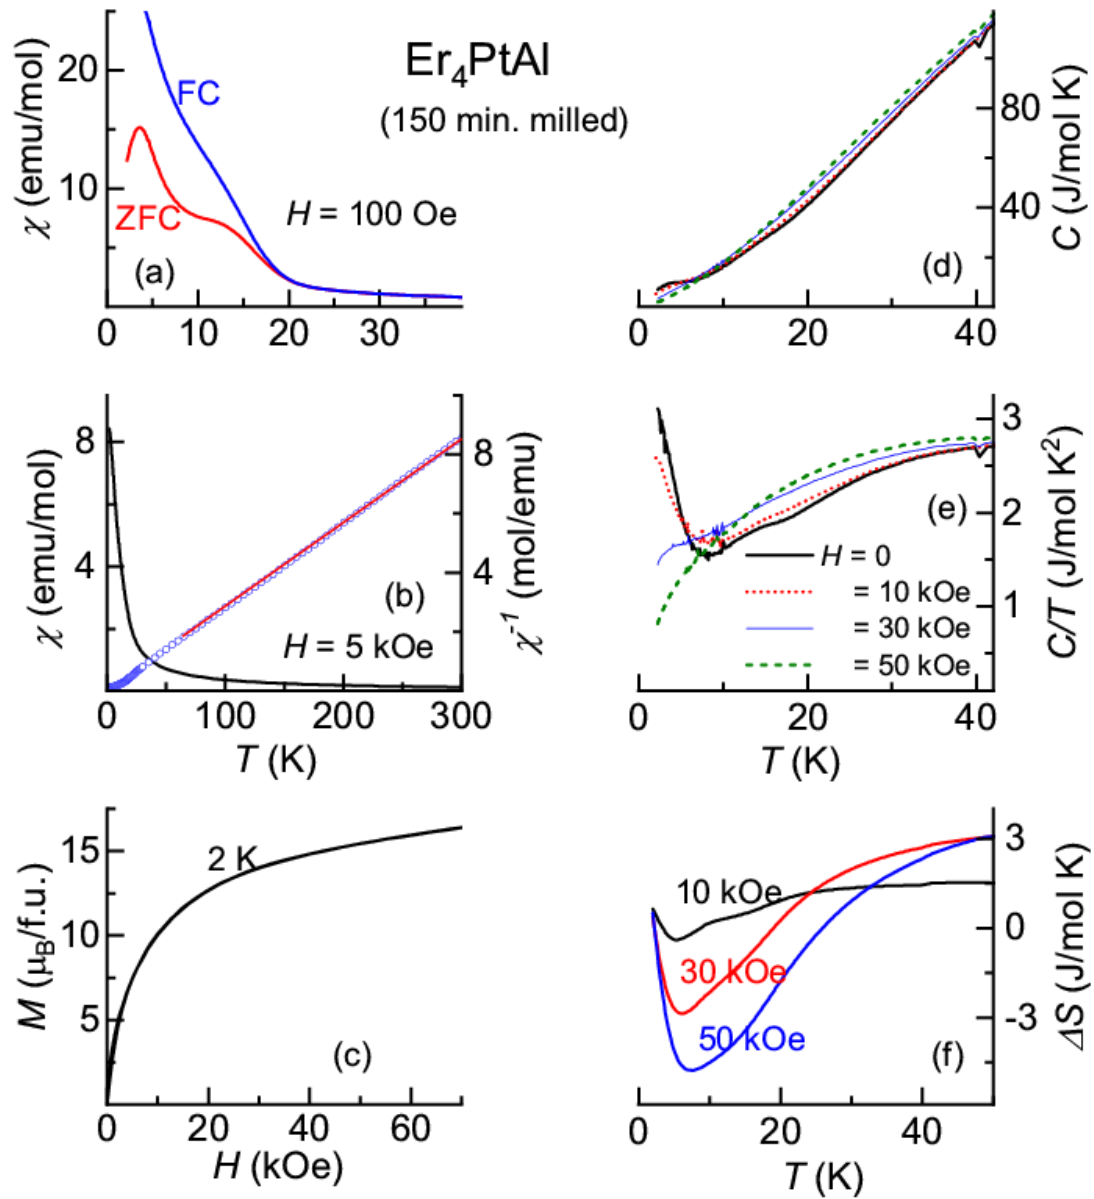 Er₄PtAl
(150 min. milled)
χ (emu/mol)
20
10
FC
ZFC
H = 100 Oe
(a)
0 10 20 30
C (J/mol K)
80
40
(d)
0 20 40
χ (emu/mol)
8
4
χ⁻¹ (mol/emu)
8
4
(b)
H = 5 kOe
0 100 200 300
T (K)
C/T (J/mol K²)
3
2
1
(e)
H = 0
= 10 kOe
= 30 kOe
= 50 kOe
0 20 40
T (K)
M (μ_B/f.u.)
15
10
5
2 K
(c)
0 20 40 60
H (kOe)
ΔS (J/mol K)
3
0
-3
10 kOe
30 kOe
50 kOe
(f)
0 20 40
T (K)